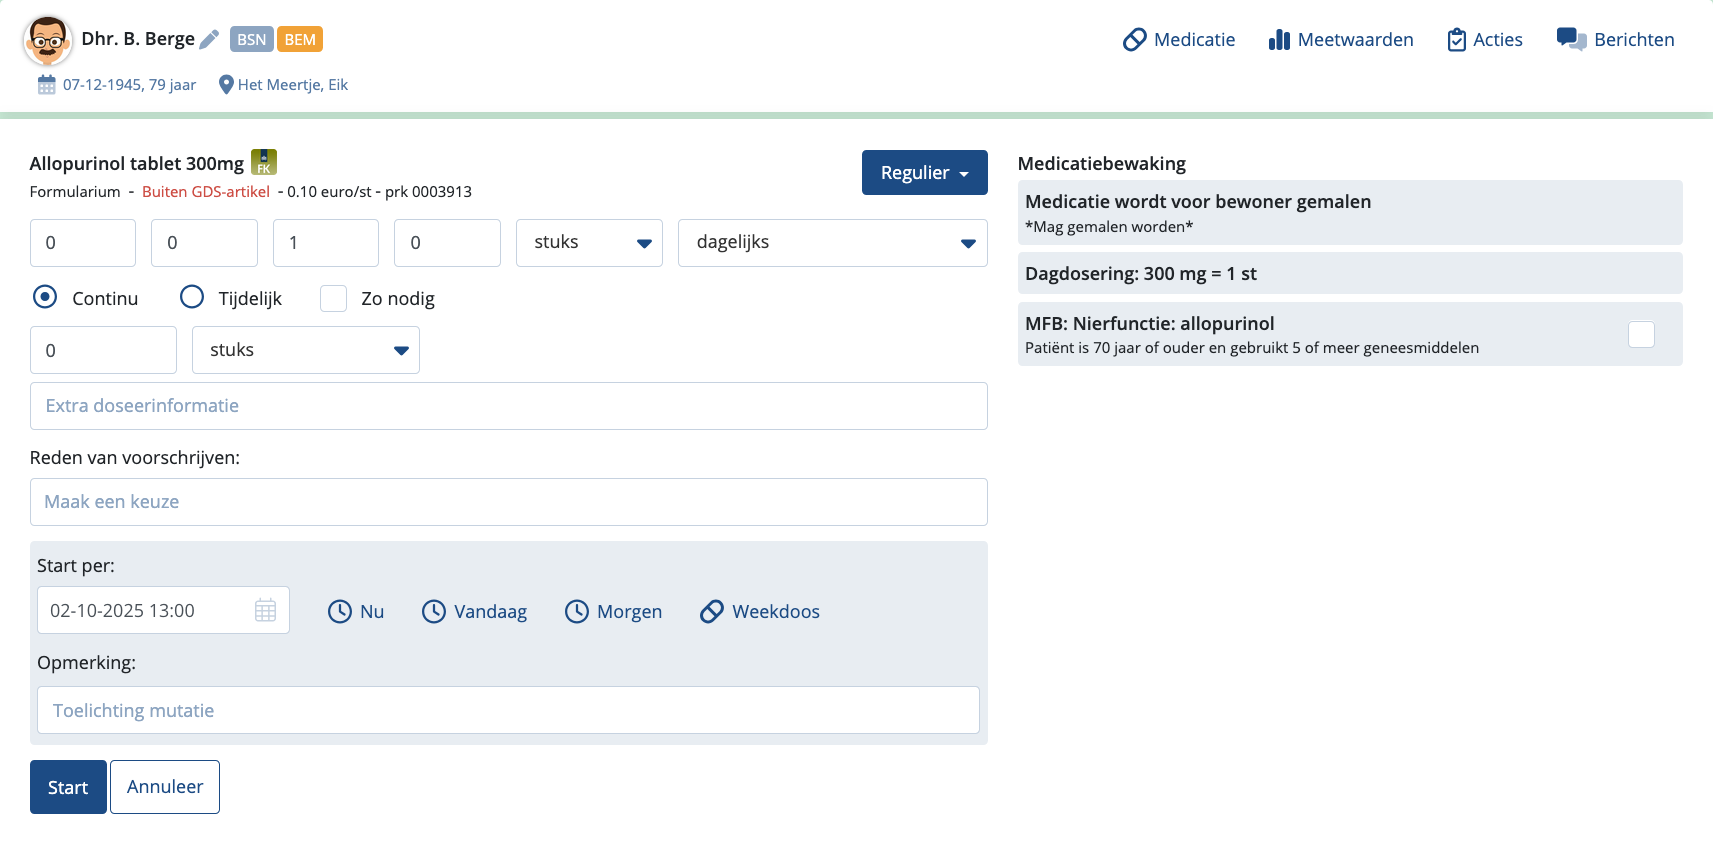 Dhr. B. Berge BSN BEM
Medicatie Meetwaarden Acties Berichten
07-12-1945, 79 jaar Het Meertje, Eik
Allopurinol tablet 300mg FK
Formularium - Buiten GDS-artikel - 0.10 euro/st - prk 0003913
Regulier
0 0 1 0 stuks dagelijks
Continu Tijdelijk Zo nodig
0 stuks
Extra doseerinformatie
Reden van voorschrijven:
Maak een keuze
Start per:
02-10-2025 13:00 Nu Vandaag Morgen Weekdoos
Opmerking:
Toelichting mutatie
Start Annuleer
Medicatiebewaking
Medicatie wordt voor bewoner gemalen
*Mag gemalen worden*
Dagdosering: 300 mg = 1 st
MFB: Nierfunctie: allopurinol
Patiënt is 70 jaar of ouder en gebruikt 5 of meer geneesmiddelen